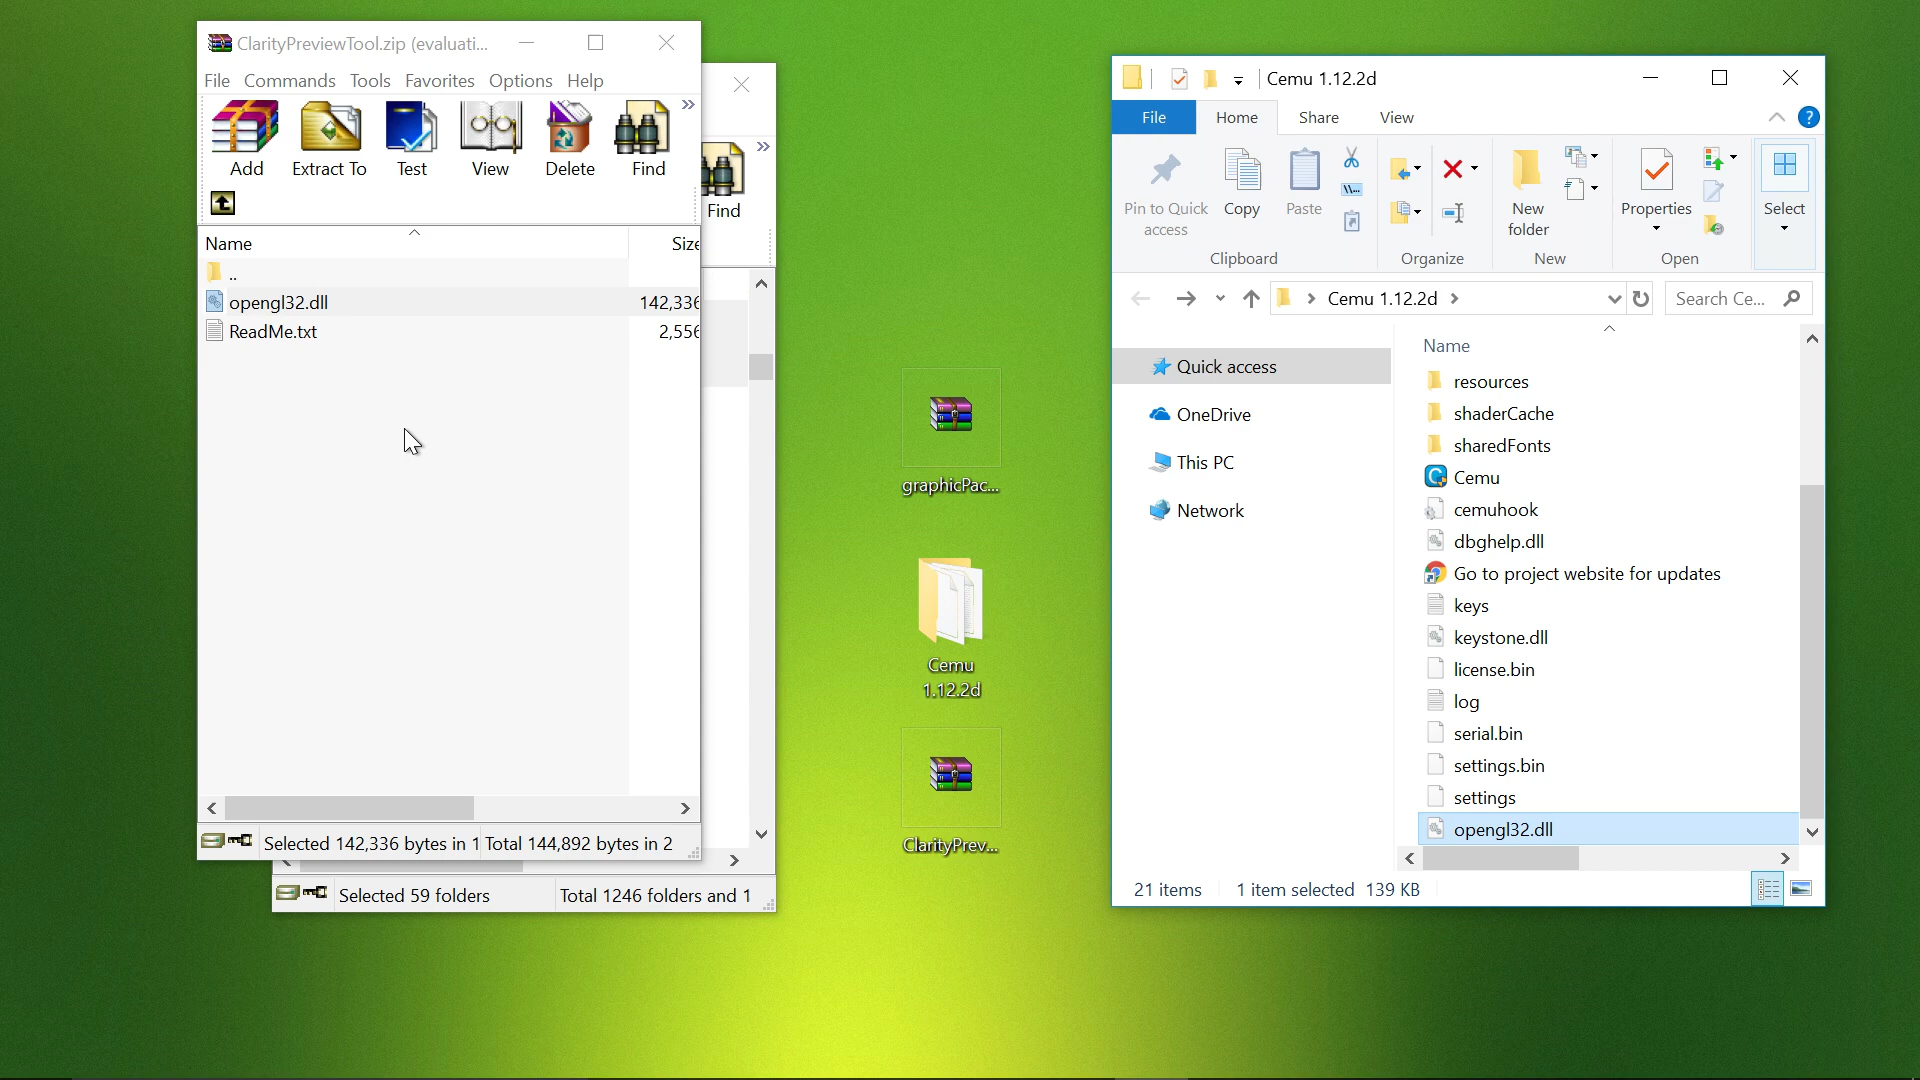 ClarityPreviewTool.zip (evaluati...
File Commands Tools Favorites Options Help
Add Extract To Test View Delete Find »
Name Size
..
opengl32.dll 142,336
ReadMe.txt 2,556
Selected 142,336 bytes in 1 Total 144,892 bytes in 2
»
Find
Selected 59 folders Total 1246 folders and 1
graphicPac...
Cemu
1.12.2d
ClarityPrev...
Cemu 1.12.2d
File Home Share View
Pin to Quick
access
Copy
Paste
Clipboard
Organize
New
folder
New
Properties
Open
Select
Cemu 1.12.2d
Search Ce...
Quick access
OneDrive
This PC
Network
Name
resources
shaderCache
sharedFonts
Cemu
cemuhook
dbghelp.dll
Go to project website for updates
keys
keystone.dll
license.bin
log
serial.bin
settings.bin
settings
opengl32.dll
21 items 1 item selected 139 KB